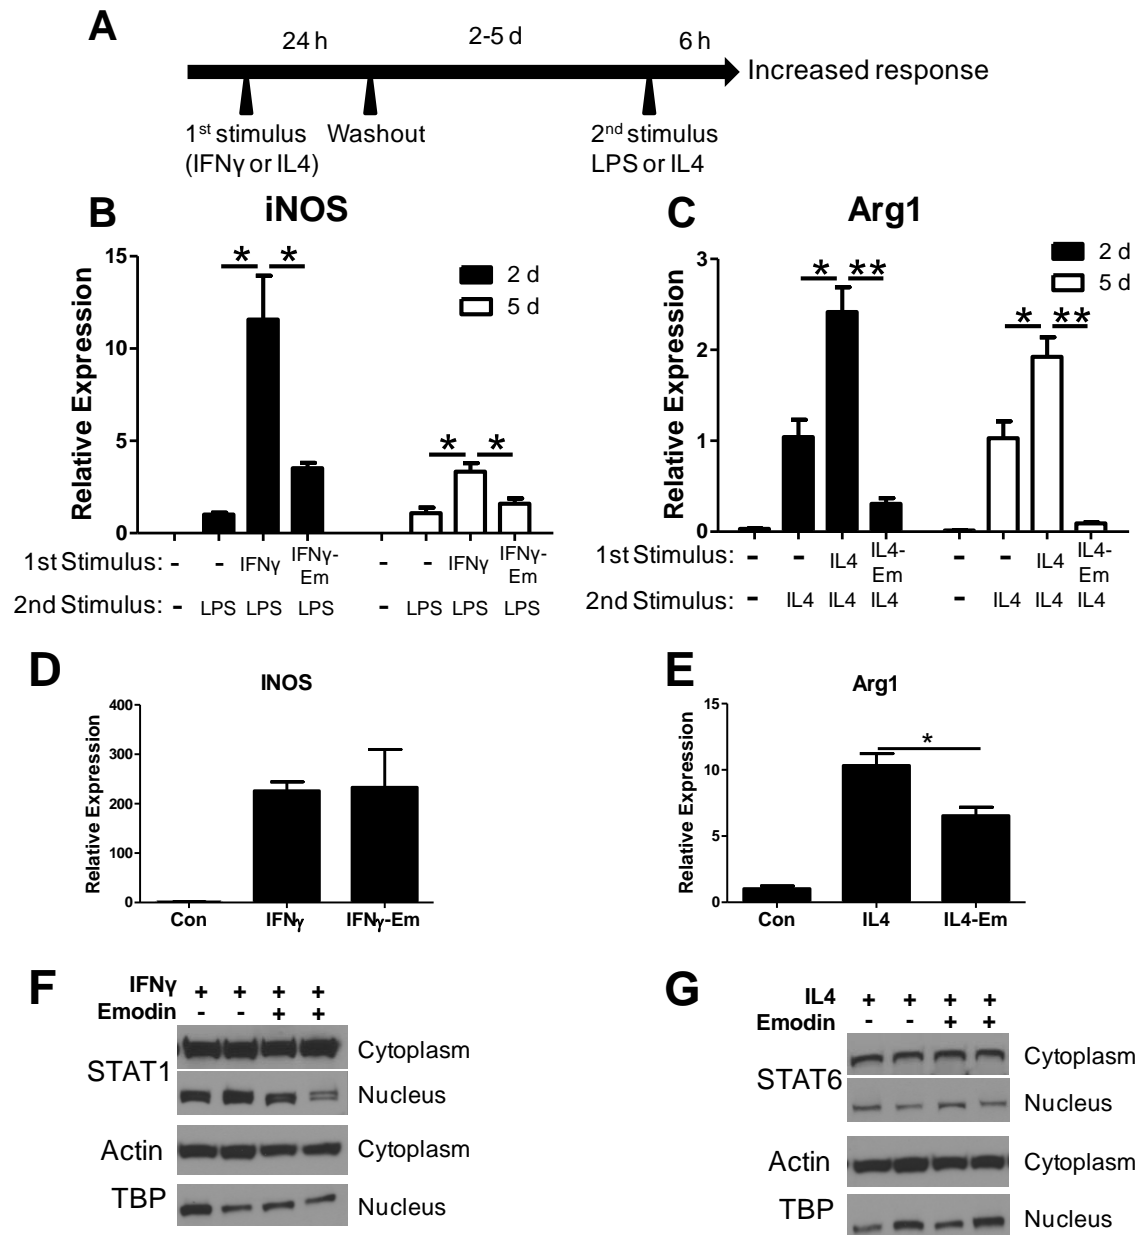 A
24 h
2-5 d
6 h
Increased response
1st stimulus
(IFNγ or IL4)
Washout
2nd stimulus
LPS or IL4
B
iNOS
Relative Expression
15
10
5
0
2 d
5 d
* *
* *
1st Stimulus: - - IFNγ IFNγ-Em - - IFNγ IFNγ-Em
2nd Stimulus: - LPS LPS LPS - LPS LPS LPS
C
Arg1
Relative Expression
3
2
1
0
2 d
5 d
* **
* **
1st Stimulus: - - IL4 IL4-Em - - IL4 IL4-Em
2nd Stimulus: - IL4 IL4 IL4 - IL4 IL4 IL4
D
INOS
Relative Expression
400
300
200
100
0
Con IFNγ IFNγ-Em
E
Arg1
Relative Expression
15
10
5
0
*
Con IL4 IL4-Em
F
IFNγ + + + +
Emodin - - + +
STAT1
Cytoplasm
Nucleus
Actin
Cytoplasm
TBP
Nucleus
G
IL4 + + + +
Emodin - - + +
STAT6
Cytoplasm
Nucleus
Actin
Cytoplasm
TBP
Nucleus